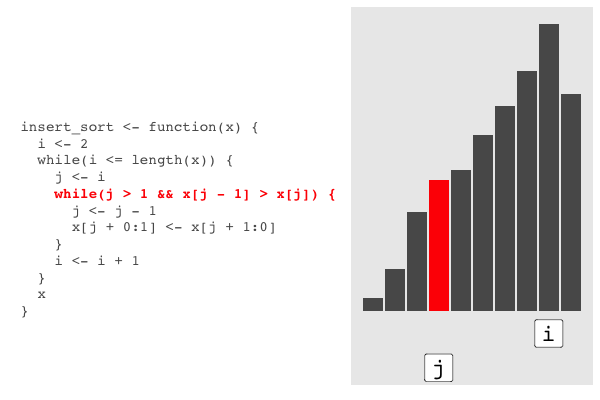 insert_sort <- function(x) {
  i <- 2
  while(i <= length(x)) {
    j <- i
    while(j > 1 && x[j - 1] > x[j]) {
      j <- j - 1
      x[j + 0:1] <- x[j + 1:0]
    }
    i <- i + 1
  }
  x
}
i
j